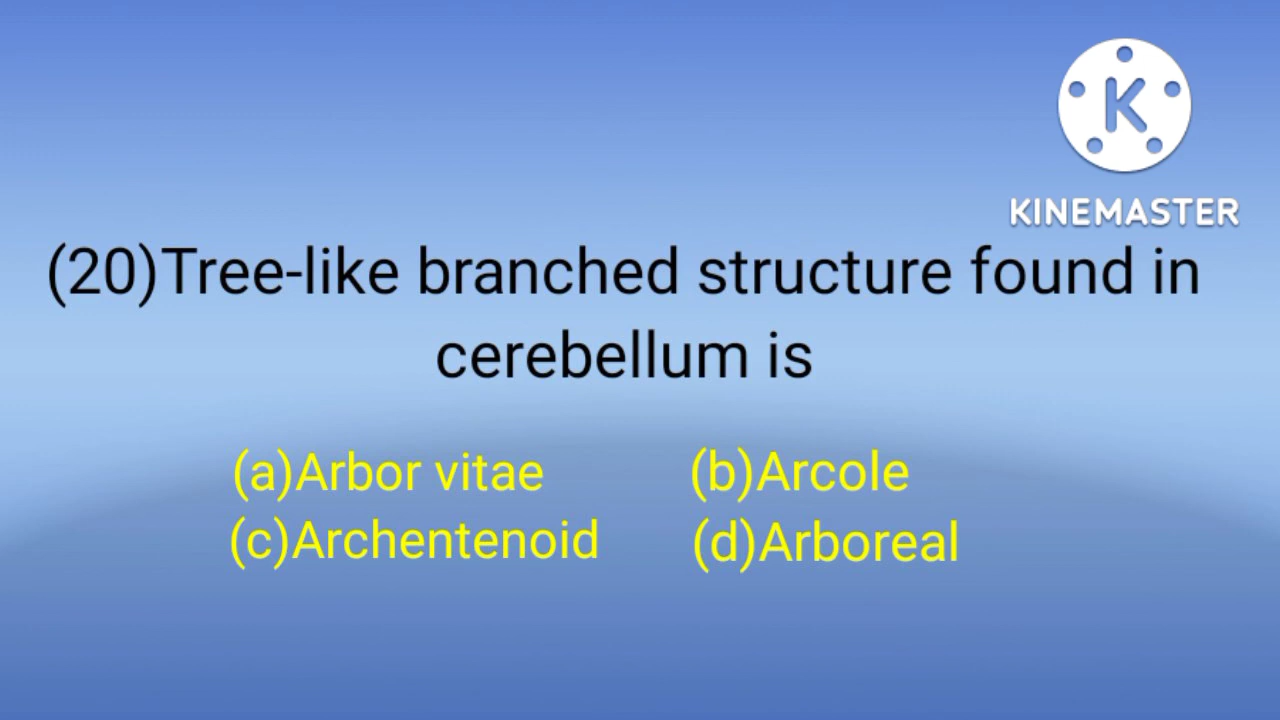 K
KINEMASTER
(20)Tree-like branched structure found in
cerebellum is
(a)Arbor vitae (b)Arcole
(c)Archentenoid (d)Arboreal